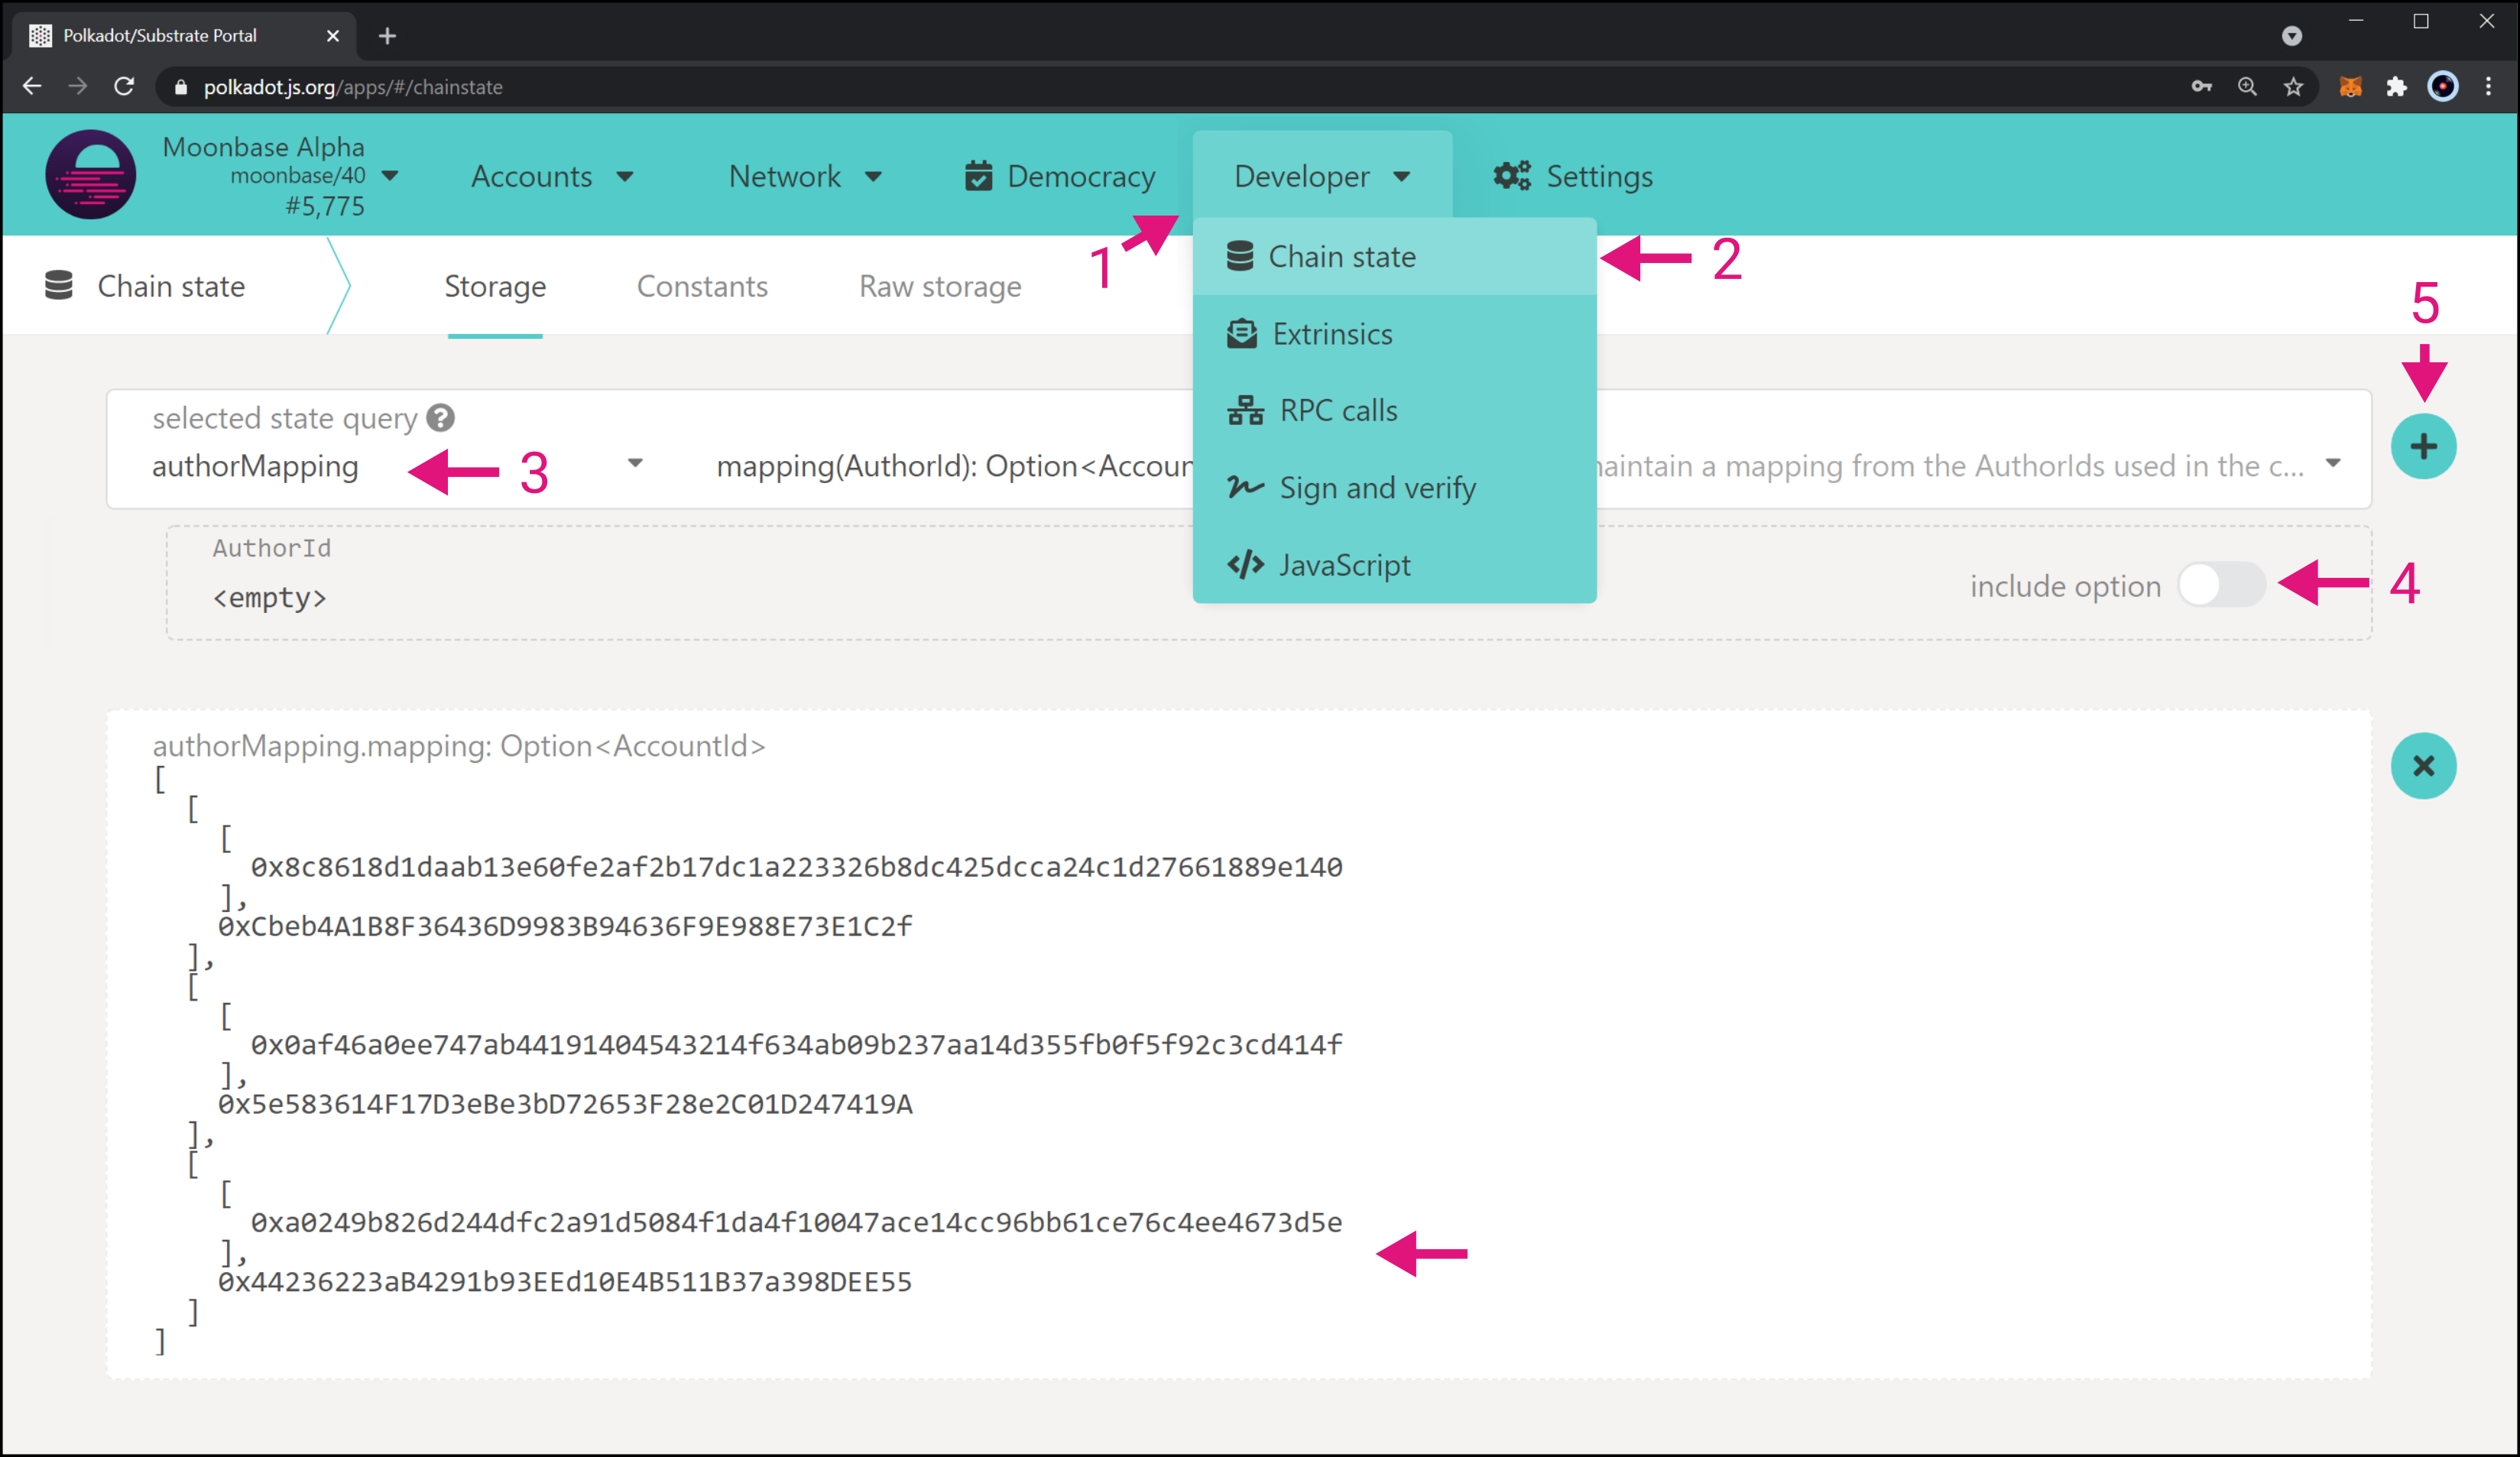 Polkadot/Substrate Portal
polkadot.js.org/apps/#/chainstate
Moonbase Alpha
moonbase/40
#5,775
Accounts
Network
Democracy
Developer
Settings
1
Chain state
2
Extrinsics
RPC calls
Sign and verify
JavaScript
Chain state
Storage
Constants
Raw storage
5
selected state query
authorMapping
3
mapping(AuthorId): Option<Accoun
a mapping from the AuthorIds used in the c...
AuthorId
<empty>
include option
4
authorMapping.mapping: Option<AccountId>
[
[
[
0x8c8618d1daab13e60fe2af2b17dc1a223326b8dc425dcca24c1d27661889e140
],
0xCbeb4A1B8F36436D9983B94636F9E988E73E1C2f
],
[
[
0x0af46a0ee747ab44191404543214f634ab09b237aa14d355fb0f5f92c3cd414f
],
0x5e583614F17D3eBe3bD72653F28e2C01D247419A
],
[
[
0xa0249b826d244dfc2a91d5084f1da4f10047ace14cc96bb61ce76c4ee4673d5e
],
0x44236223aB4291b93EEd10E4B511B37a398DEE55
]
]